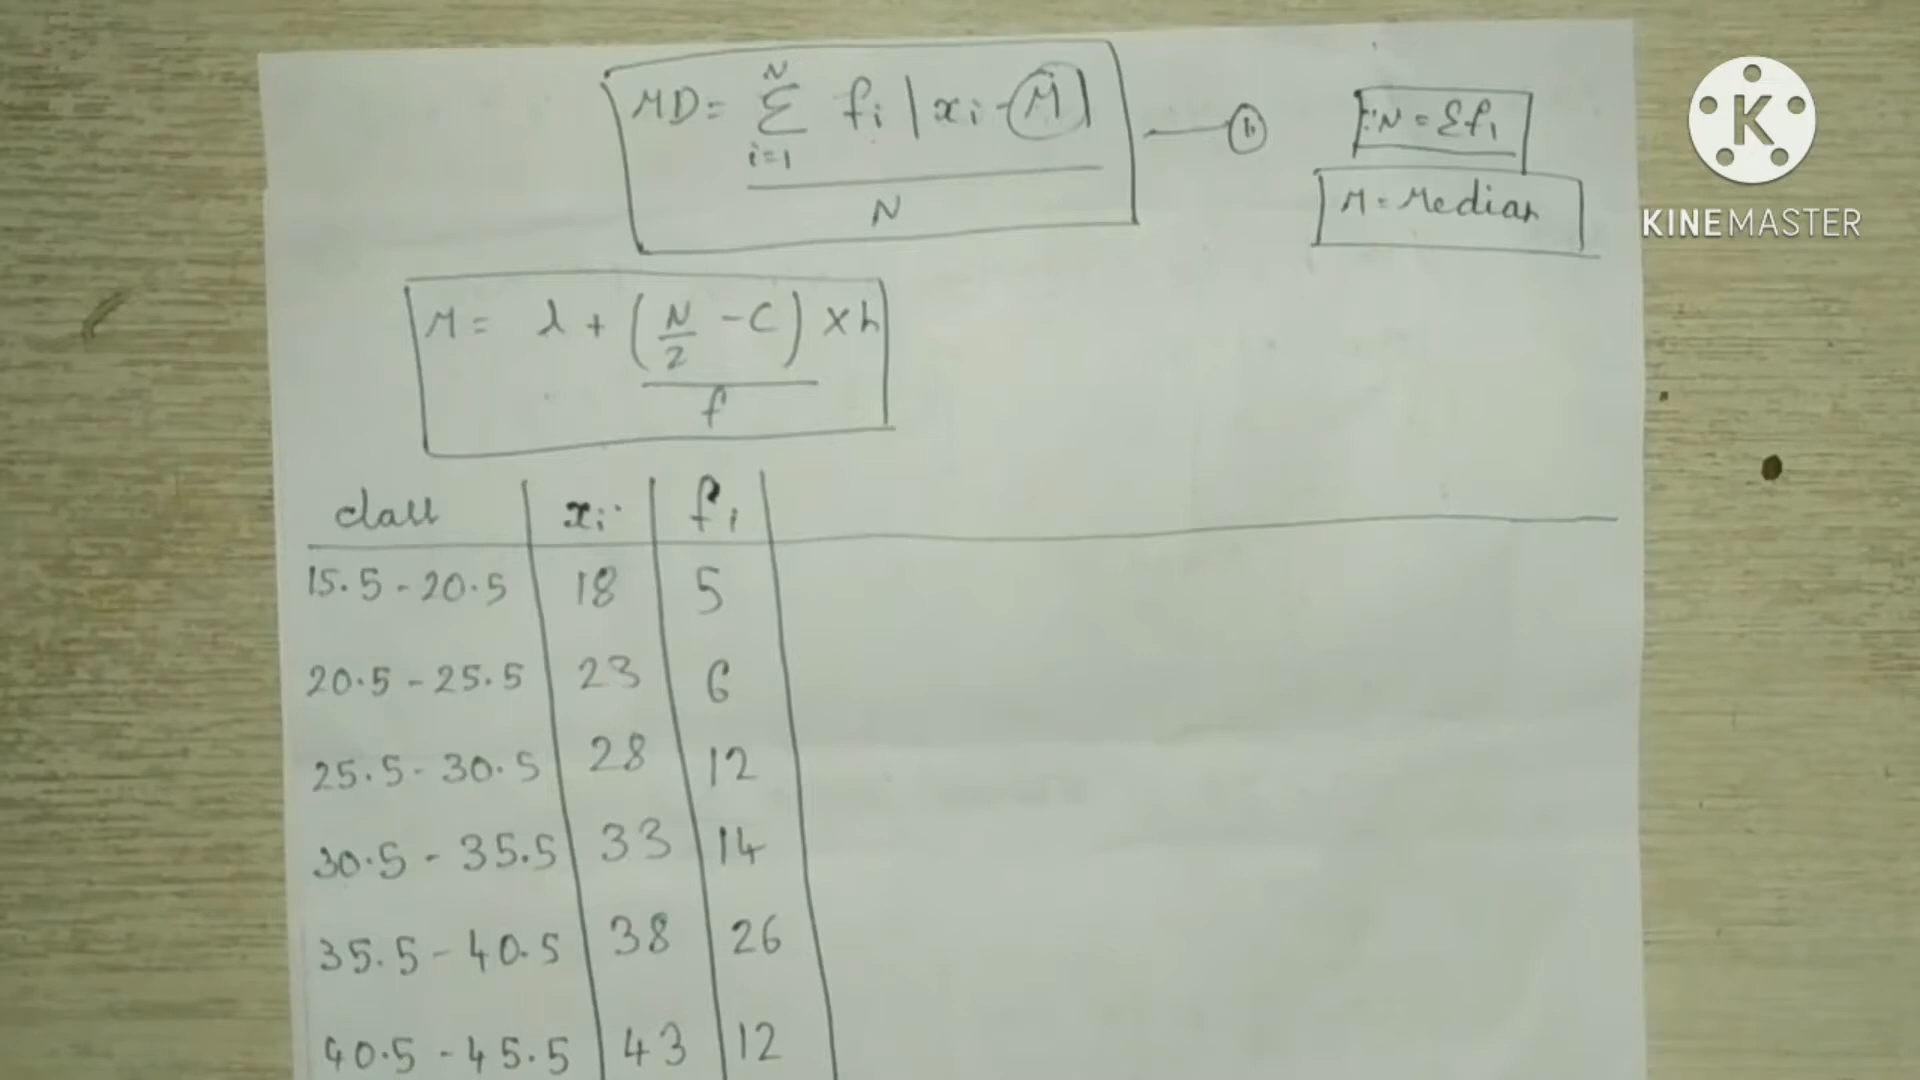 MD = N Σ i=1 fi |xi - M| / N — 1
∵ N = Σfi
M = Median
M = l + (N/2 - C) / f × h
class xi fi
15.5 - 20.5 18 5
20.5 - 25.5 23 6
25.5 - 30.5 28 12
30.5 - 35.5 33 14
35.5 - 40.5 38 26
40.5 - 45.5 43 12
K
KINEMASTER